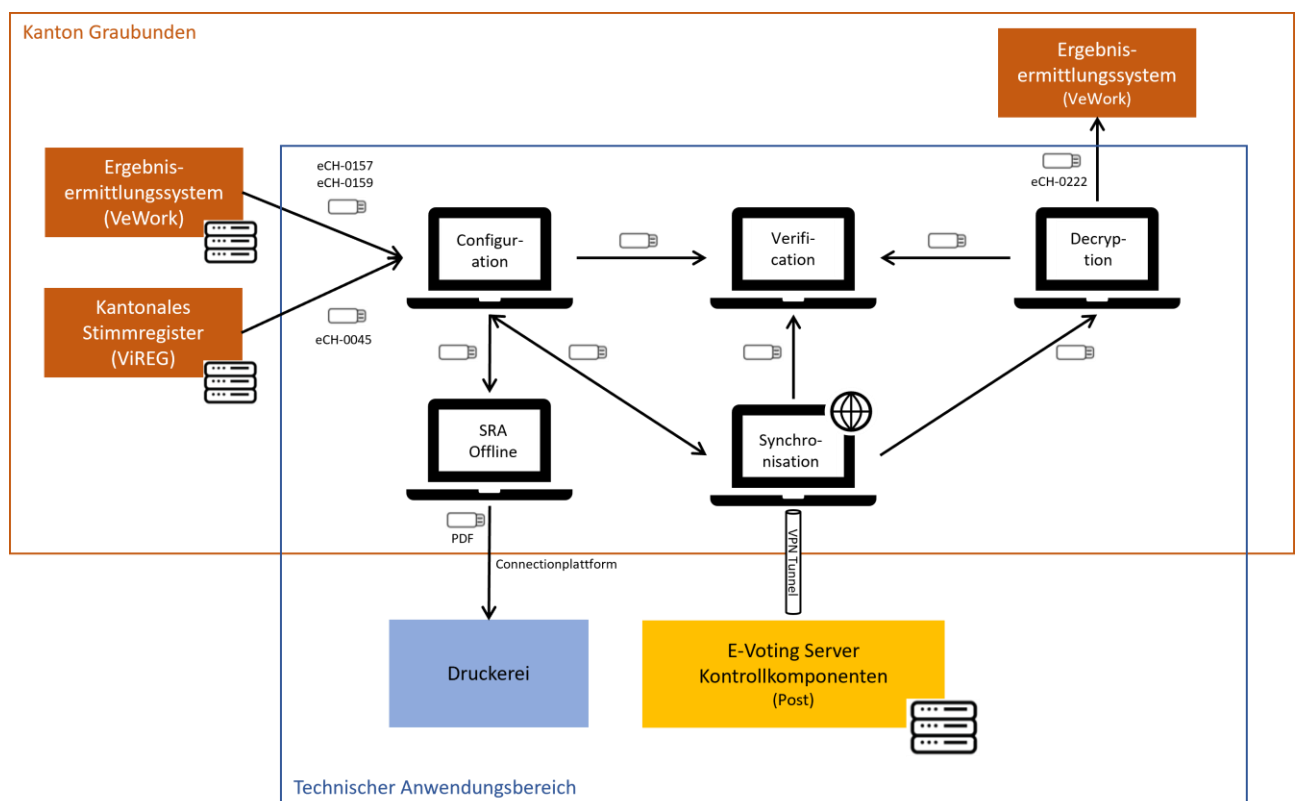 Kanton Graubunden
Ergebnis-
ermittlungssystem
(VeWork)
Ergebnis-
ermittlungssystem
(VeWork)
eCH-0157
eCH-0159
eCH-0222
Configur-
ation
Verifi-
cation
Decryp-
tion
Kantonales
Stimmregister
(ViREG)
eCH-0045
SRA
Offline
Synchro-
nisation
PDF
Connectionplattform
VPN Tunnel
Druckerei
E-Voting Server
Kontrollkomponenten
(Post)
Technischer Anwendungsbereich